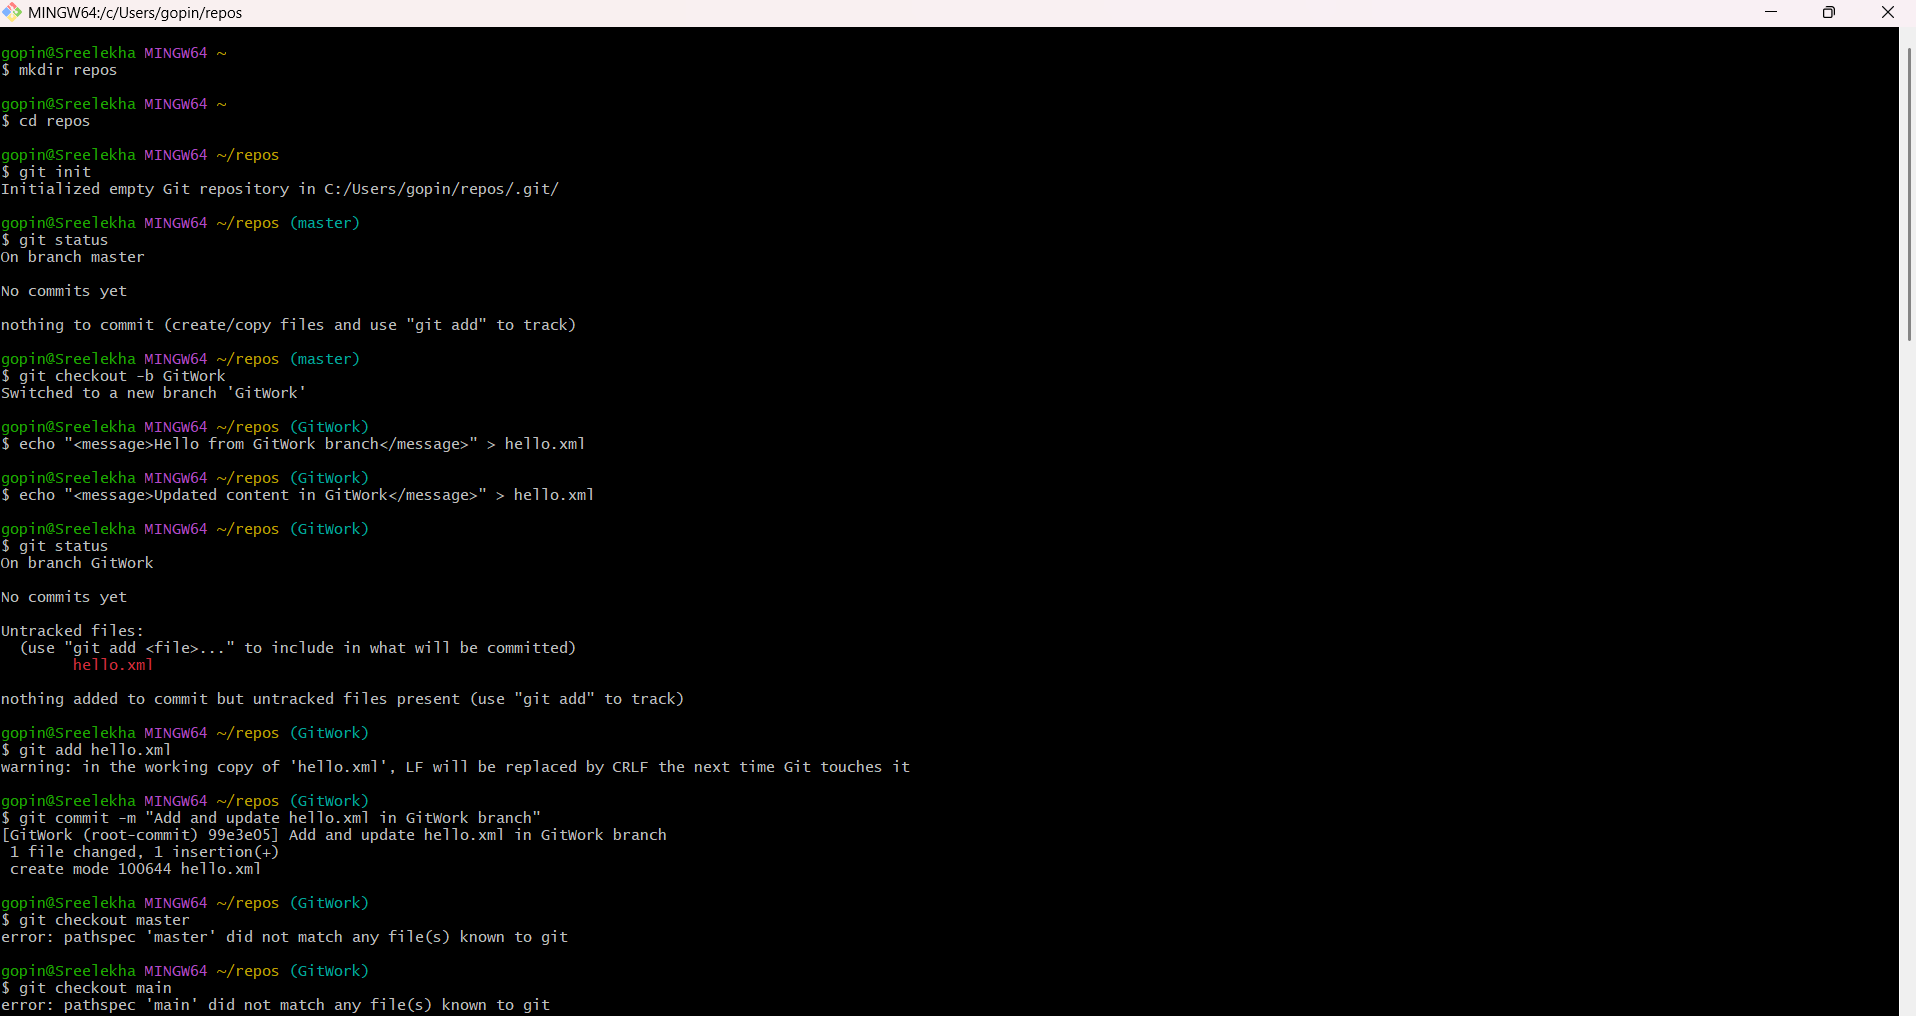 MINGW64:/c/Users/gopin/repos
gopin@Sreelekha MINGW64 ~
$ mkdir repos
gopin@Sreelekha MINGW64 ~
$ cd repos
gopin@Sreelekha MINGW64 ~/repos
$ git init
Initialized empty Git repository in C:/Users/gopin/repos/.git/
gopin@Sreelekha MINGW64 ~/repos (master)
$ git status
On branch master
No commits yet
nothing to commit (create/copy files and use "git add" to track)
gopin@Sreelekha MINGW64 ~/repos (master)
$ git checkout -b GitWork
Switched to a new branch 'GitWork'
gopin@Sreelekha MINGW64 ~/repos (GitWork)
$ echo "<message>Hello from GitWork branch</message>" > hello.xml
gopin@Sreelekha MINGW64 ~/repos (GitWork)
$ echo "<message>Updated content in GitWork</message>" > hello.xml
gopin@Sreelekha MINGW64 ~/repos (GitWork)
$ git status
On branch GitWork
No commits yet
Untracked files:
  (use "git add <file>..." to include in what will be committed)
        hello.xml
nothing added to commit but untracked files present (use "git add" to track)
gopin@Sreelekha MINGW64 ~/repos (GitWork)
$ git add hello.xml
warning: in the working copy of 'hello.xml', LF will be replaced by CRLF the next time Git touches it
gopin@Sreelekha MINGW64 ~/repos (GitWork)
$ git commit -m "Add and update hello.xml in GitWork branch"
[GitWork (root-commit) 99e3e05] Add and update hello.xml in GitWork branch
 1 file changed, 1 insertion(+)
 create mode 100644 hello.xml
gopin@Sreelekha MINGW64 ~/repos (GitWork)
$ git checkout master
error: pathspec 'master' did not match any file(s) known to git
gopin@Sreelekha MINGW64 ~/repos (GitWork)
$ git checkout main
error: pathspec 'main' did not match any file(s) known to git